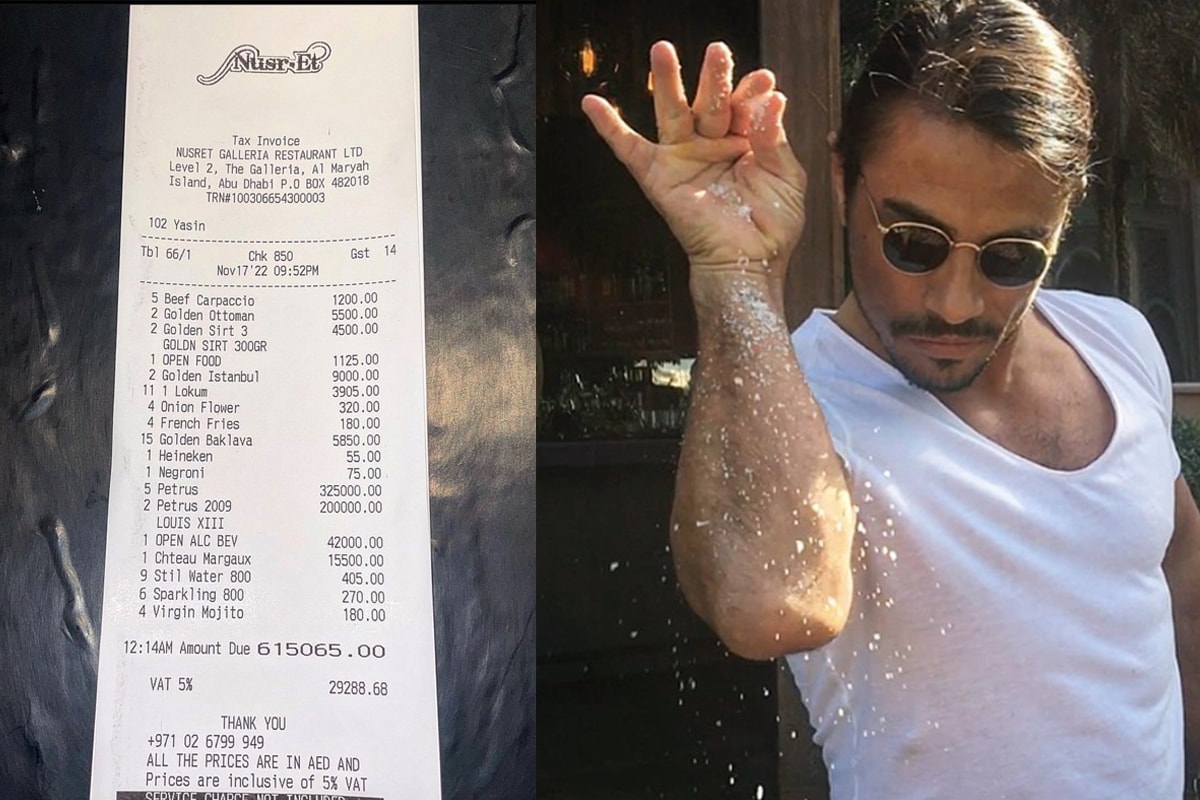 Nusr-Et
Tax Invoice
NUSRET GALLERIA RESTAURANT LTD
Level 2, The Galleria, Al Maryah
Island, Abu Dhabi P.O BOX 482018
TRN#100306654300003
102 Yasin
Tbl 66/1 Chk 850 Gst 14
Nov17'22 09:52PM
5 Beef Carpaccio 1200.00
2 Golden Ottoman 5500.00
2 Golden Sirt 3 4500.00
GOLDN SIRT 300GR
1 OPEN FOOD 1125.00
2 Golden Istanbul 9000.00
11 1 Lokum 3905.00
4 Onion Flower 320.00
4 French Fries 180.00
15 Golden Baklava 5850.00
1 Heineken 55.00
1 Negroni 75.00
5 Petrus 325000.00
2 Petrus 2009 200000.00
LOUIS XIII
1 OPEN ALC BEV 42000.00
1 Chteau Margaux 15500.00
9 Stil Water 800 405.00
6 Sparkling 800 270.00
4 Virgin Mojito 180.00
12:14AM Amount Due 615065.00
VAT 5% 29288.68
THANK YOU
+971 02 6799 949
ALL THE PRICES ARE IN AED AND
Prices are inclusive of 5% VAT
SERVICE CHARGE NOT INCLUDED